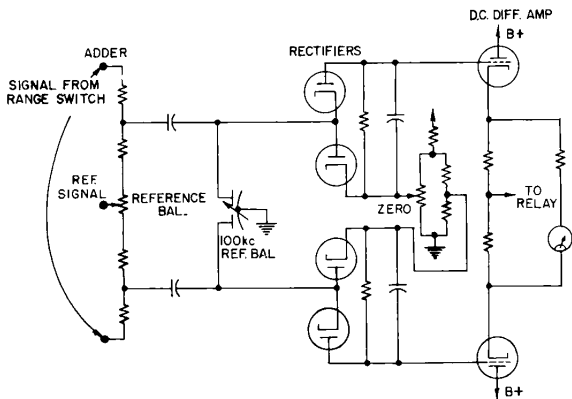 D.C. DIFF. AMP
B+
ADDER
RECTIFIERS
SIGNAL FROM
RANGE SWITCH
REF.
SIGNAL
REFERENCE
BAL.
100kc
REF. BAL
ZERO
TO
RELAY
B+